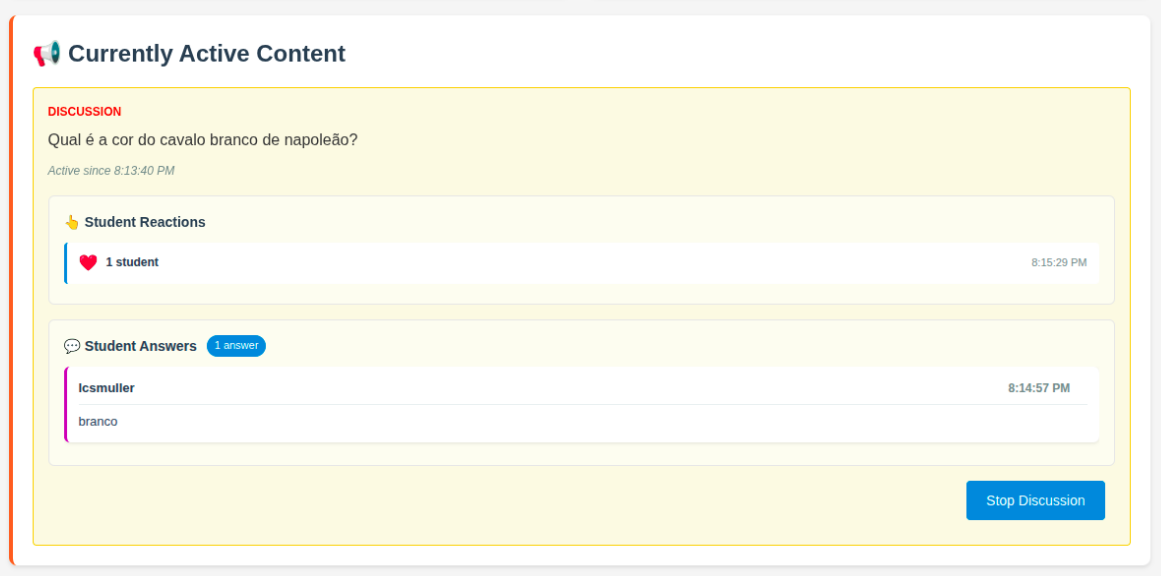 📢 Currently Active Content
DISCUSSION
Qual é a cor do cavalo branco de napoleão?
Active since 8:13:40 PM
👆 Student Reactions
❤️ 1 student 8:15:29 PM
💬 Student Answers 1 answer
lcsmuller 8:14:57 PM
branco
Stop Discussion